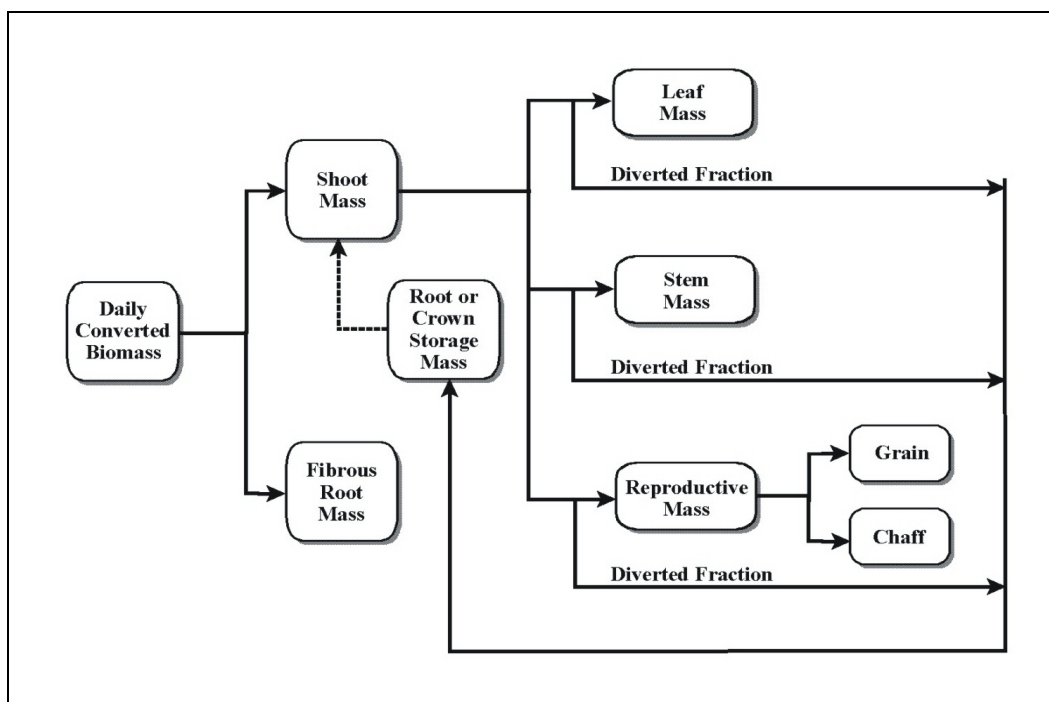 Leaf
Mass
Diverted Fraction
Shoot
Mass
Stem
Mass
Root or
Crown
Storage
Mass
Daily
Converted
Biomass
Diverted Fraction
Grain
Fibrous
Root
Mass
Reproductive
Mass
Chaff
Diverted Fraction